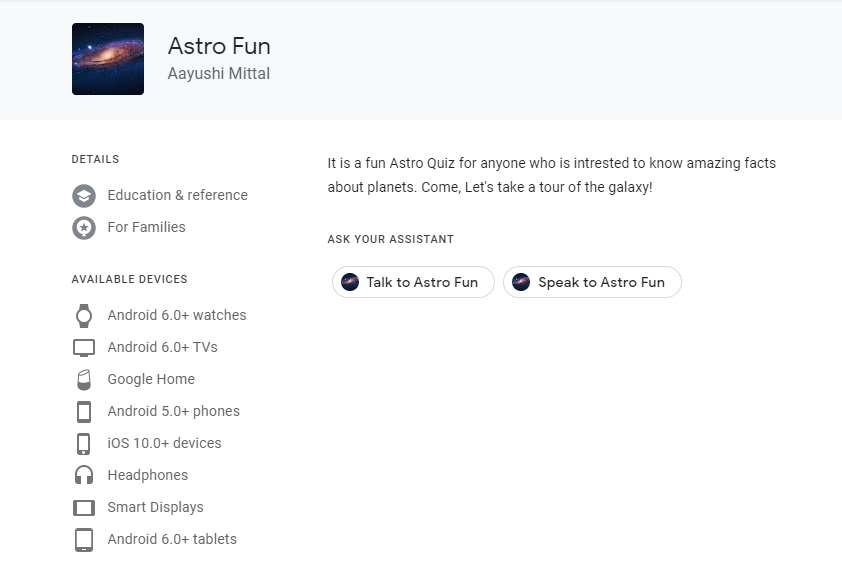 Astro Fun
Aayushi Mittal
DETAILS
Education & reference
For Families
AVAILABLE DEVICES
Android 6.0+ watches
Android 6.0+ TVs
Google Home
Android 5.0+ phones
iOS 10.0+ devices
Headphones
Smart Displays
Android 6.0+ tablets
It is a fun Astro Quiz for anyone who is intrested to know amazing facts
about planets. Come, Let's take a tour of the galaxy!
ASK YOUR ASSISTANT
Talk to Astro Fun
Speak to Astro Fun